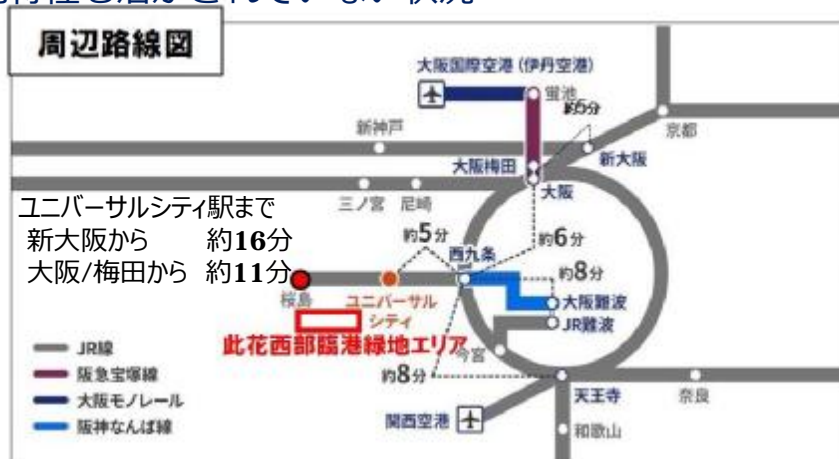 周辺路線図
大阪国際空港(伊丹空港)
蛍池
約5分
京都
新神戸
大阪梅田
新大阪
大阪
三ノ宮 尼崎
ユニバーサルシティ駅まで
新大阪から 約16分
大阪/梅田から 約11分
約5分
西九条
約6分
約8分
桜島
ユニバーサル
シティ
大阪難波
JR難波
此花西部臨港緑地エリア
今宮
約8分
JR線
阪急宝塚線
大阪モノレール
阪神なんば線
天王寺
奈良
関西空港
和歌山